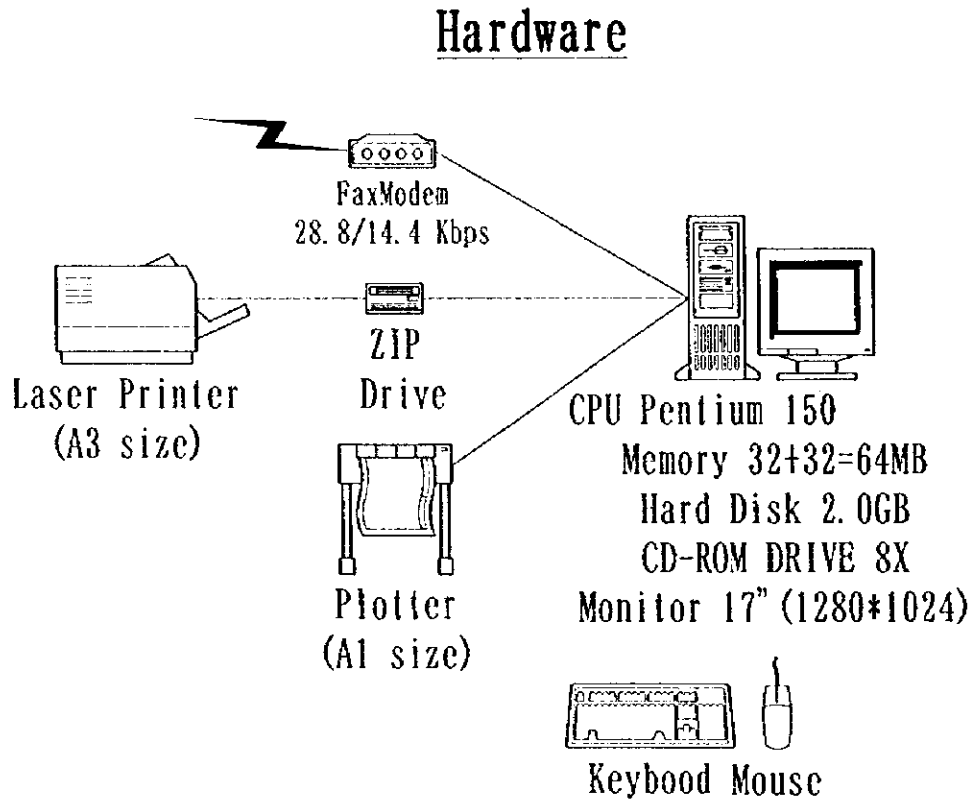 Hardware
FaxModem
28.8/14.4 Kbps
ZIP
Drive
Laser Printer
(A3 size)
CPU Pentium 150
Memory 32+32=64MB
Hard Disk 2.0GB
CD-ROM DRIVE 8X
Monitor 17"(1280*1024)
Plotter
(A1 size)
Keybood Mouse